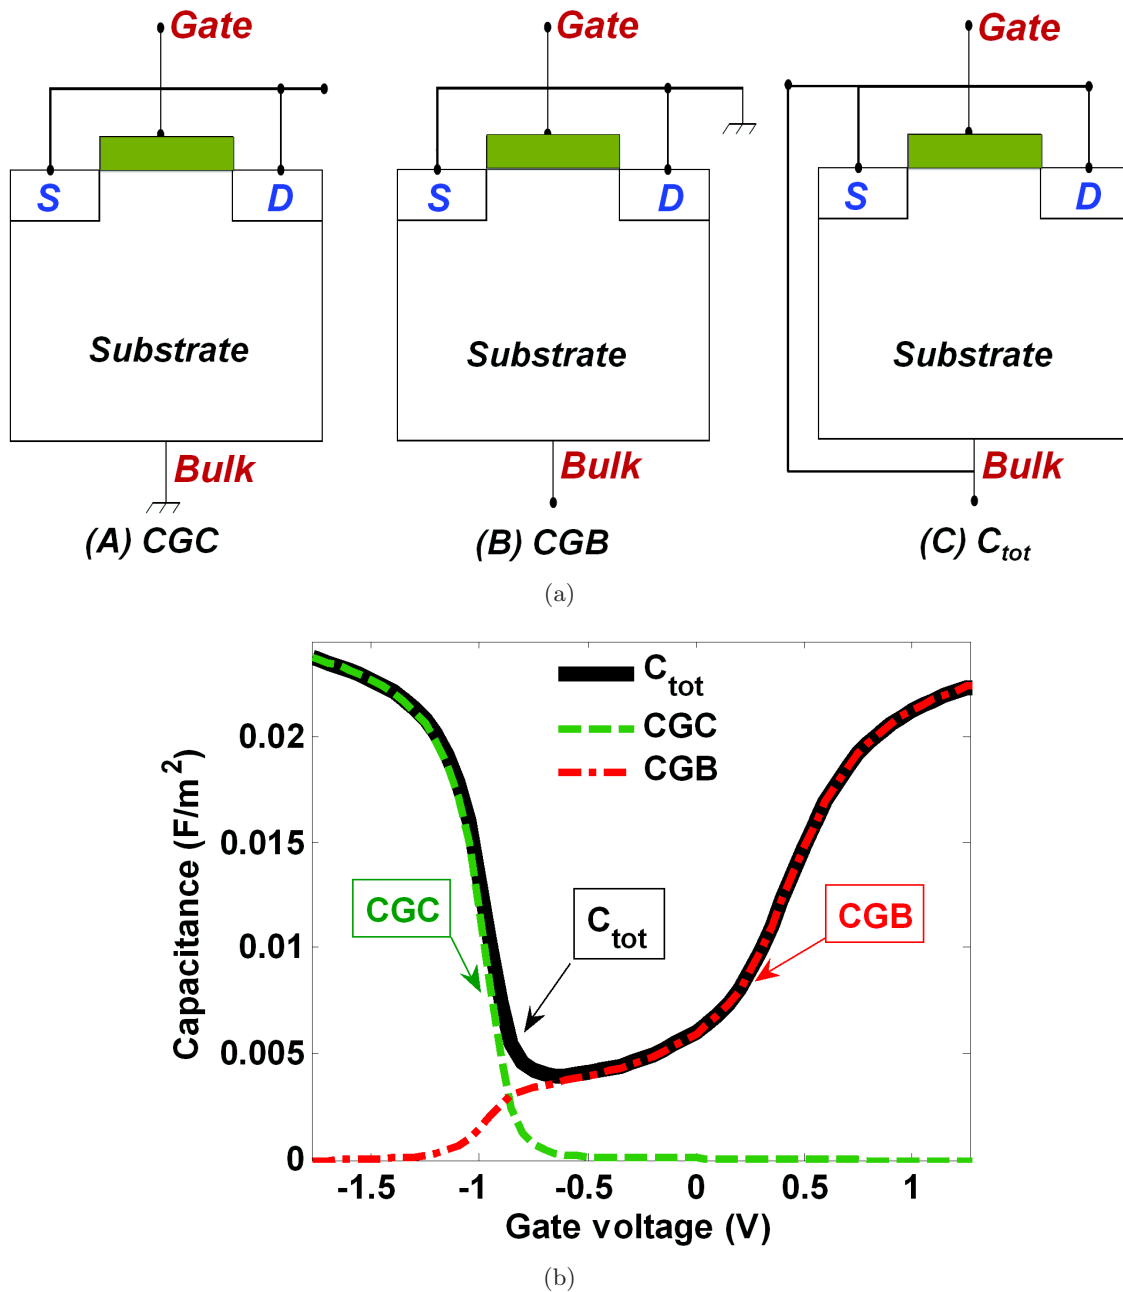 Gate Gate Gate
S D S D S D
Substrate Substrate Substrate
Bulk Bulk Bulk
(A) CGC (B) CGB (C) Ctot
(a)
Ctot
CGC
CGB
0.02
0.015
0.01
0.005
0
Capacitance (F/m²)
CGC
Ctot
CGB
-1.5 -1 -0.5 0 0.5 1
Gate voltage (V)
(b)